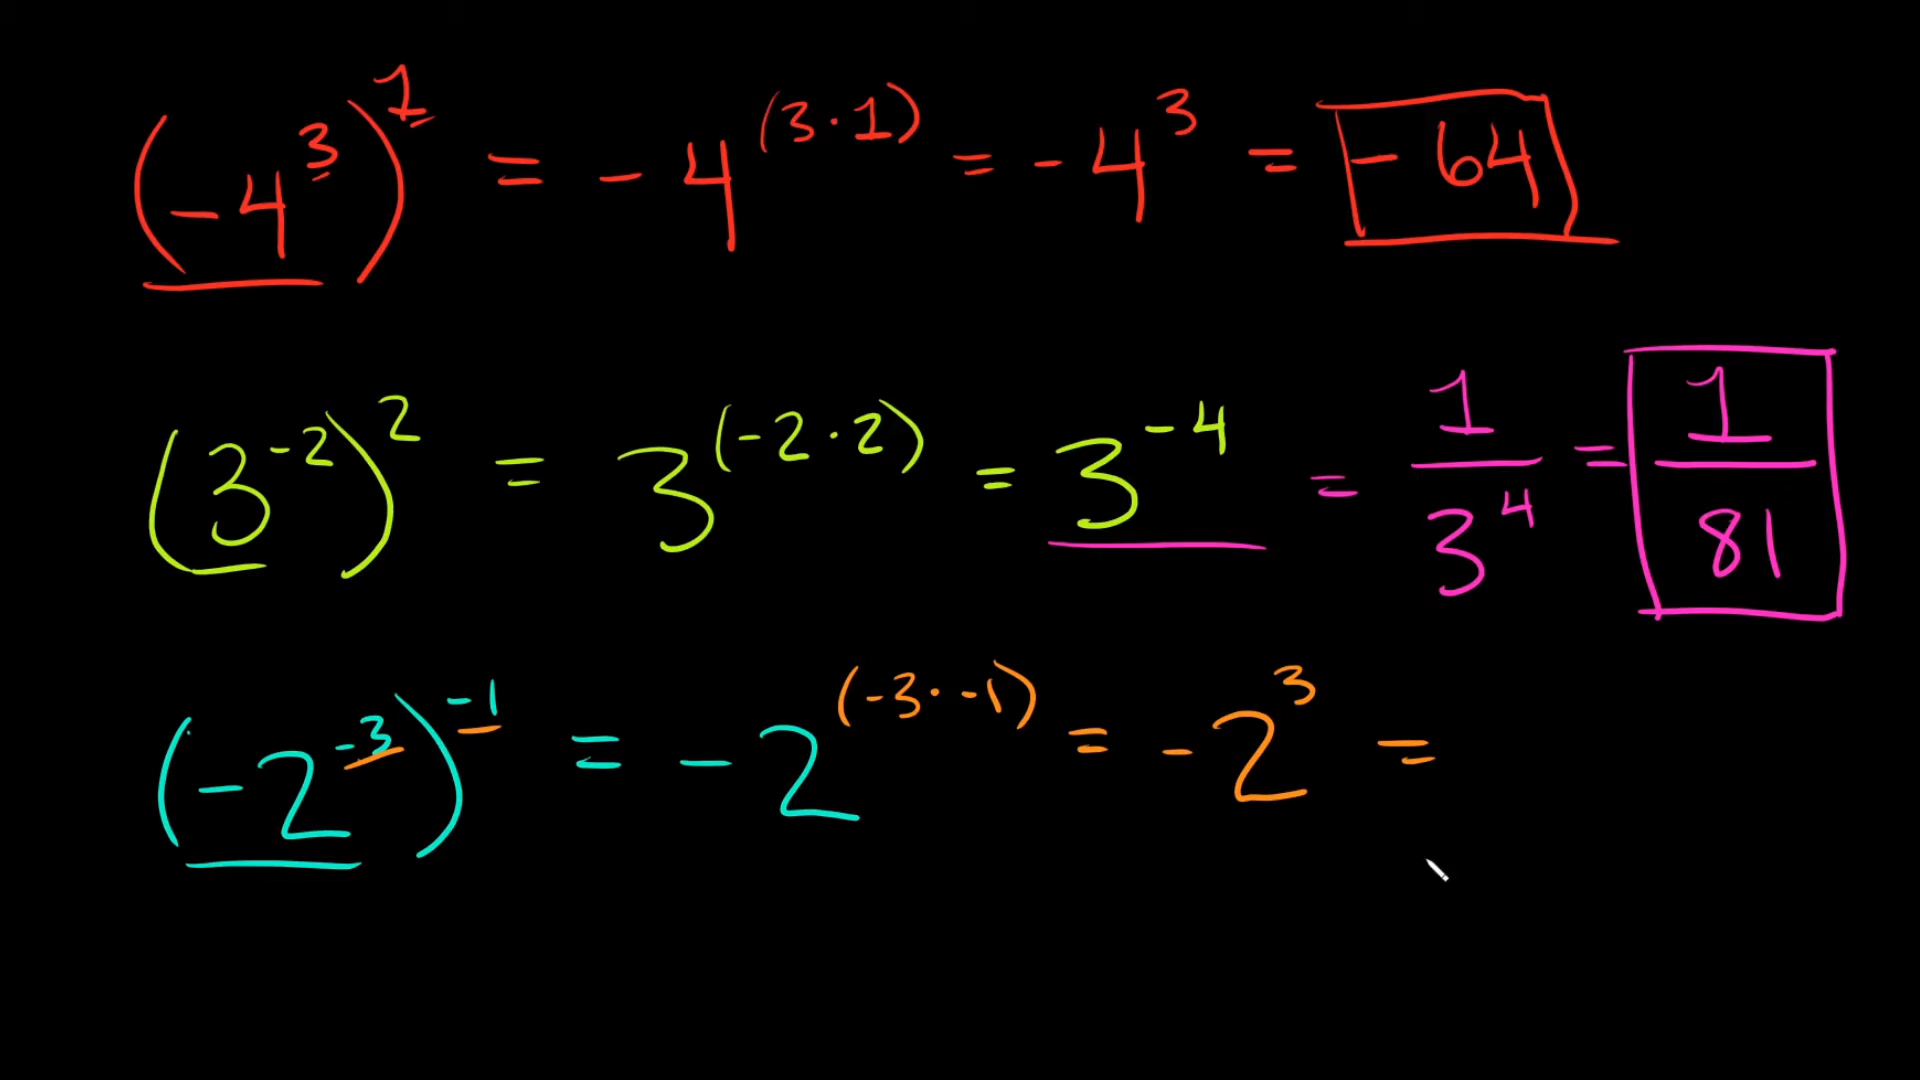 (-4³)¹ = -4^(3·1) = -4³ = -64
(3⁻²)² = 3^(-2·2) = 3⁻⁴ = 1/3⁴ = 1/81
(-2⁻³)⁻¹ = -2^(-3·-1) = -2³ =